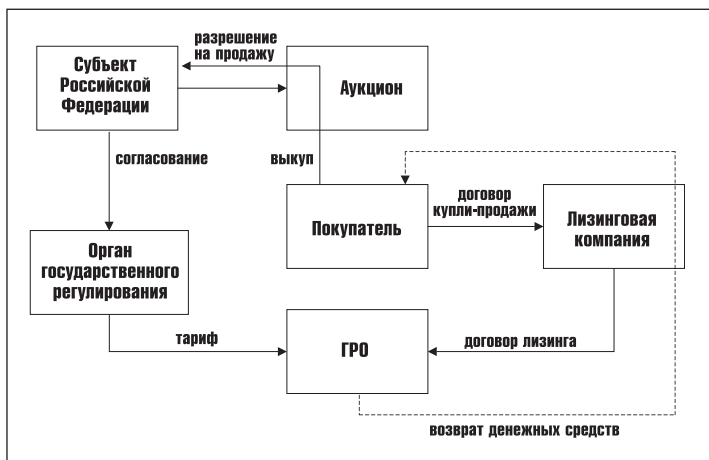 разрешение
на продажу
Субъект
Российской
Федерации
Аукцион
согласование
выкуп
договор
купли-продажи
Покупатель
Лизинговая
компания
Орган
государственного
регулирования
тариф
ГРО
договор лизинга
возврат денежных средств